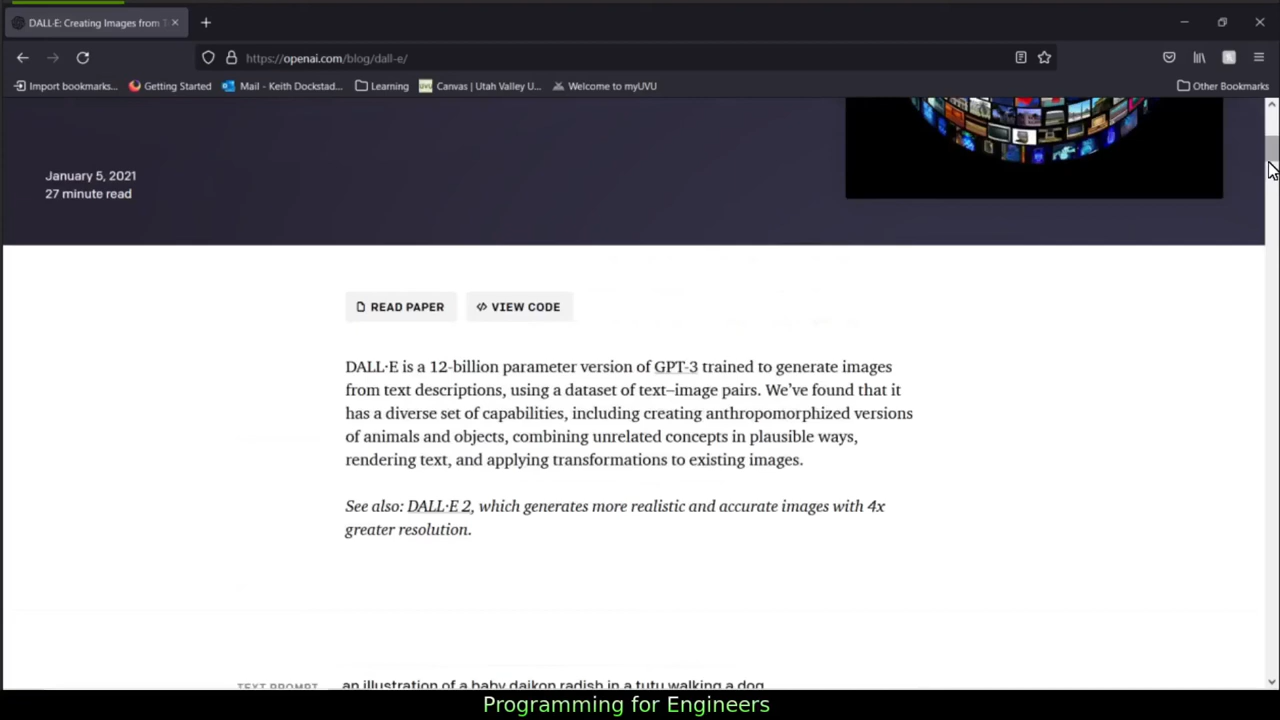 DALL·E: Creating Images from T
https://openai.com/blog/dall-e/
Import bookmarks... Getting Started Mail - Keith Dockstad... Learning Canvas | Utah Valley U... Welcome to myUVU Other Bookmarks
January 5, 2021
27 minute read
READ PAPER VIEW CODE
DALL·E is a 12-billion parameter version of GPT-3 trained to generate images
from text descriptions, using a dataset of text–image pairs. We've found that it
has a diverse set of capabilities, including creating anthropomorphized versions
of animals and objects, combining unrelated concepts in plausible ways,
rendering text, and applying transformations to existing images.
See also: DALL·E 2, which generates more realistic and accurate images with 4x
greater resolution.
TEXT PROMPT an illustration of a baby daikon radish in a tutu walking a dog
Programming for Engineers